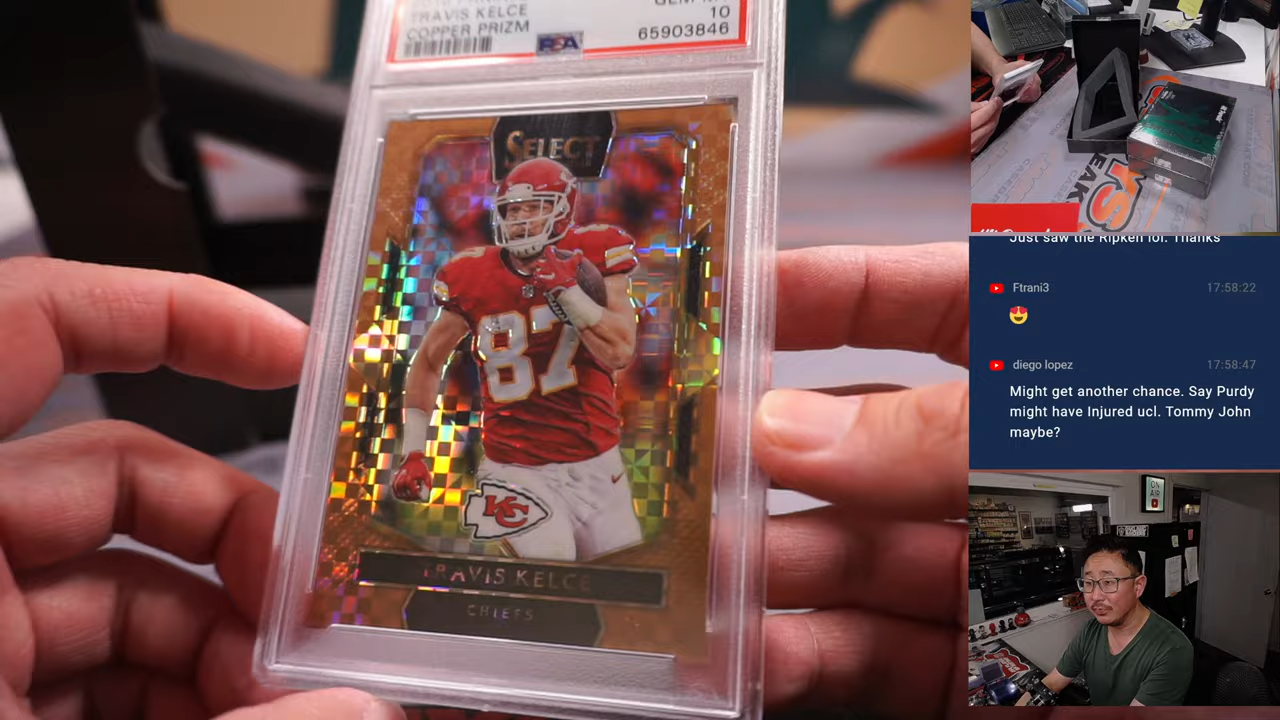 TRAVIS KELCE
COPPER PRIZM
10
65903846
PSA
SELECT
87
KC
TRAVIS KELCE
CHIEFS
Just saw the Ripken lol. Thanks
Ftrani3
17:58:22
diego lopez
17:58:47
Might get another chance. Say Purdy
might have Injured ucl. Tommy John
maybe?
ON
AIR